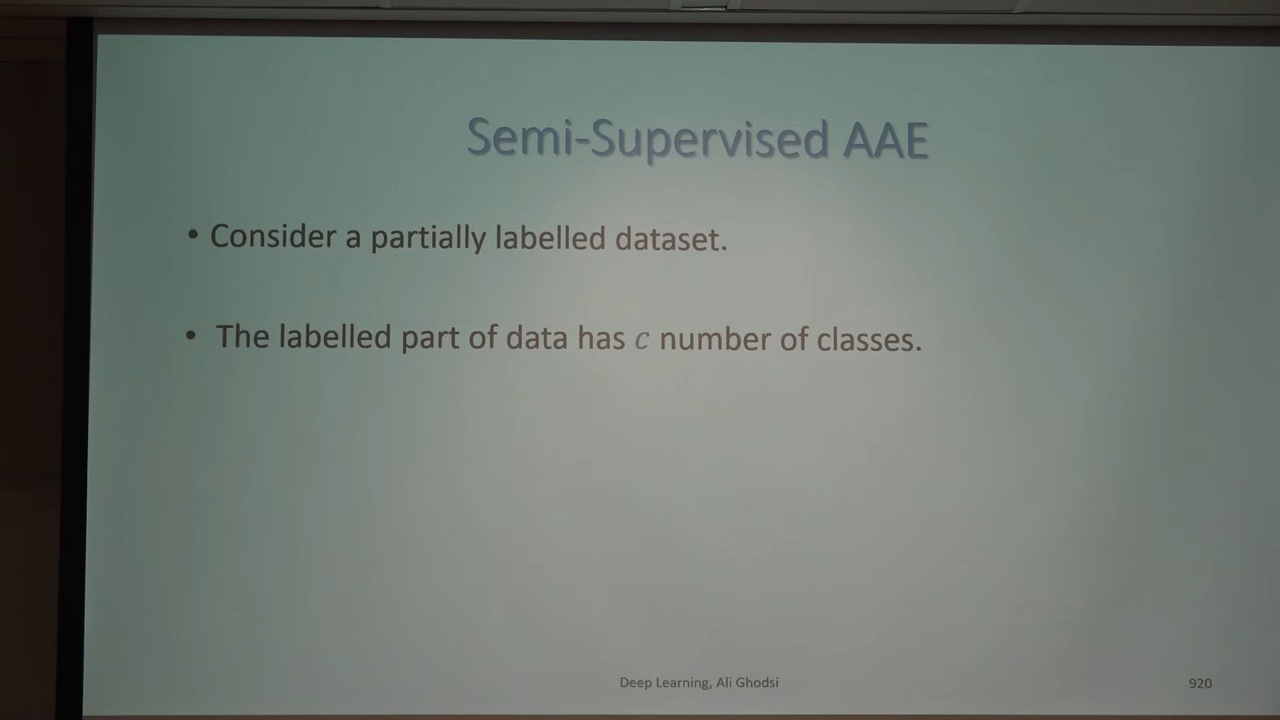 Semi-Supervised AAE
• Consider a partially labelled dataset.
• The labelled part of data has c number of classes.
Deep Learning, Ali Ghodsi
920